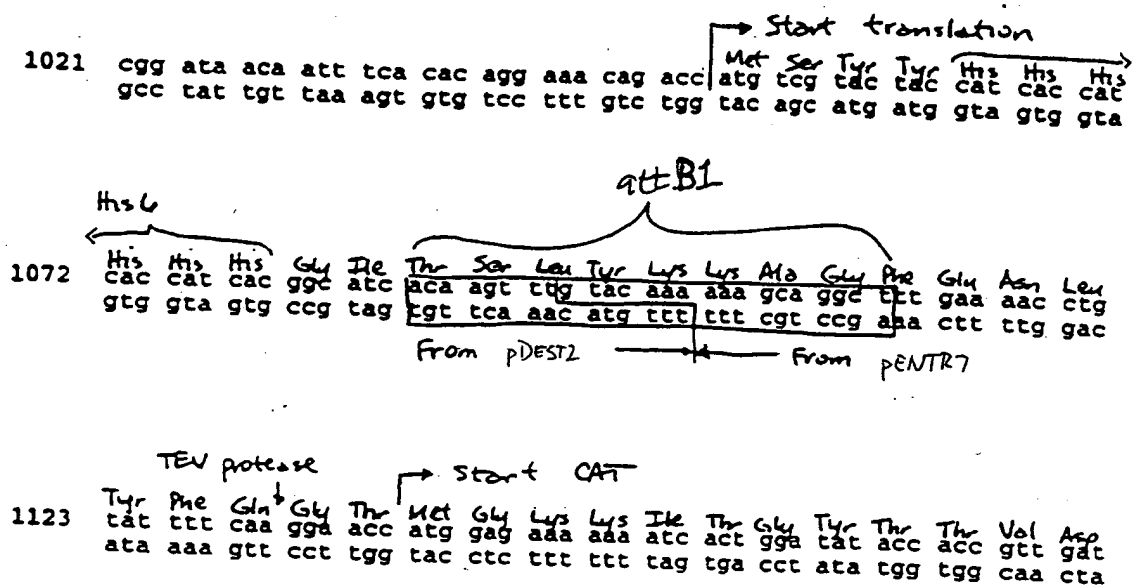 Start translation
Met Ser Tyr Tyr His His His
1021 cgg ata aca att tca cac agg aaa cag acc atg tcg tac tac cat cac cat
gcc tat tgt taa agt gtg tcc ttt gtc tgg tac agc atg atg gta gtg gta
attB1
His 6
His His His Gly Ile Thr Ser Leu Tyr Lys Lys Ala Gly Phe Glu Asn Leu
1072 cac cat cac ggc atc aca agt ttg tac aaa aaa gca ggc ttt gaa aac ctg
gtg gta gtg ccg tag tgt tca aac atg ttt ttt cgt ccg aaa ctt ttg gac
From pDEST2 From pENTR7
TEV protease Start CAT
Tyr Phe Gln Gly Thr Met Gly Lys Lys Ile Thr Gly Tyr Thr Thr Val Asp
1123 tat ttt caa gga acc atg gag aaa aaa atc act gga tat acc acc gtt gat
ata aaa gtt cct tgg tac ctc ttt ttt tag tga cct ata tgg tgg caa cta